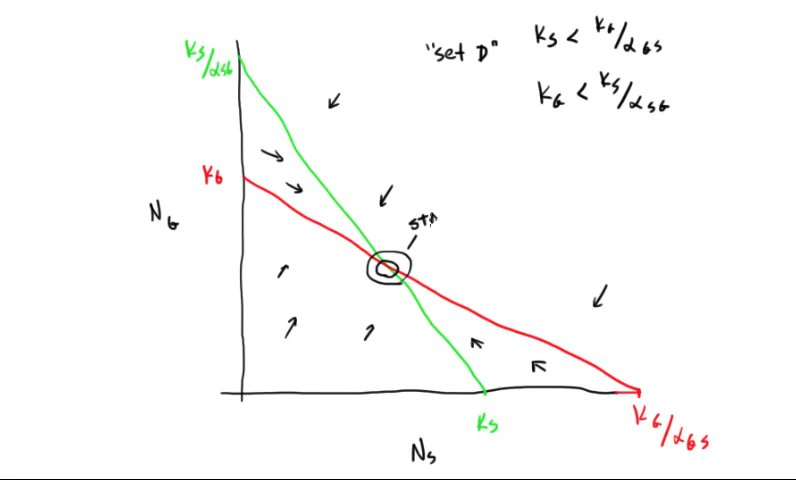 KS/αSG
"set D" KS < KG/αGS
KG < KS/αSG
KG
NG
KS
KG/αGS
NS